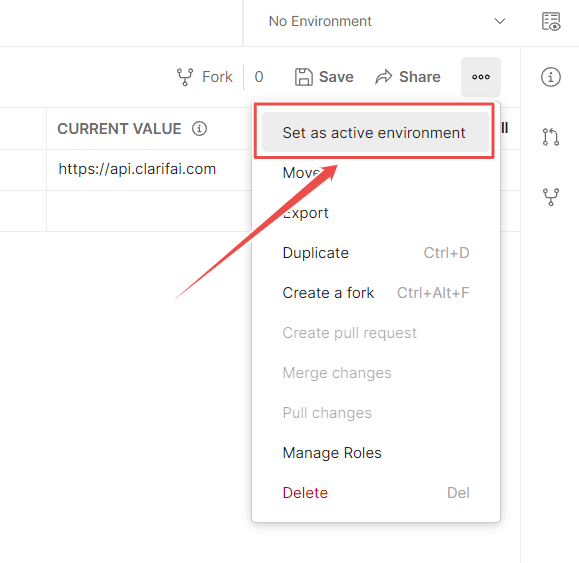 No Environment
Fork 0 Save Share
CURRENT VALUE ll
Set as active environment
https://api.clarifai.com
Move
Export
Duplicate Ctrl+D
Create a fork Ctrl+Alt+F
Create pull request
Merge changes
Pull changes
Manage Roles
Delete Del